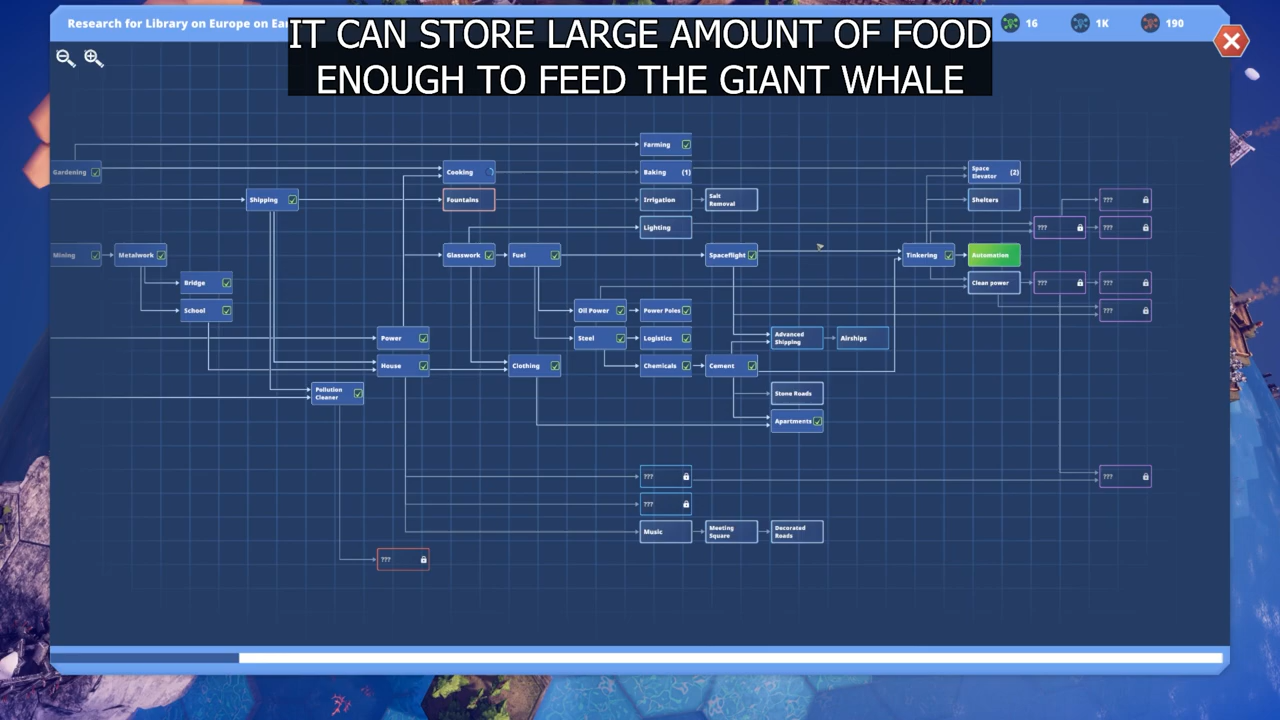 Research for Library on Europe on Ea
16
1K
190
IT CAN STORE LARGE AMOUNT OF FOOD
ENOUGH TO FEED THE GIANT WHALE
Farming
Gardening
Cooking
Baking (1)
Space
Elevator (2)
Shipping
Fountains
Irrigation
Salt
Removal
Shelters
???
Lighting
???
???
Mining
Metalwork
Glasswork
Fuel
Spaceflight
Tinkering
Automation
Bridge
Clean power
???
???
School
Oil Power
Power Poles
???
Power
Steel
Logistics
Advanced
Shipping
Airships
House
Clothing
Chemicals
Cement
Pollution
Cleaner
Stone Roads
Apartments
???
???
???
Music
Meeting
Square
Decorated
Roads
???